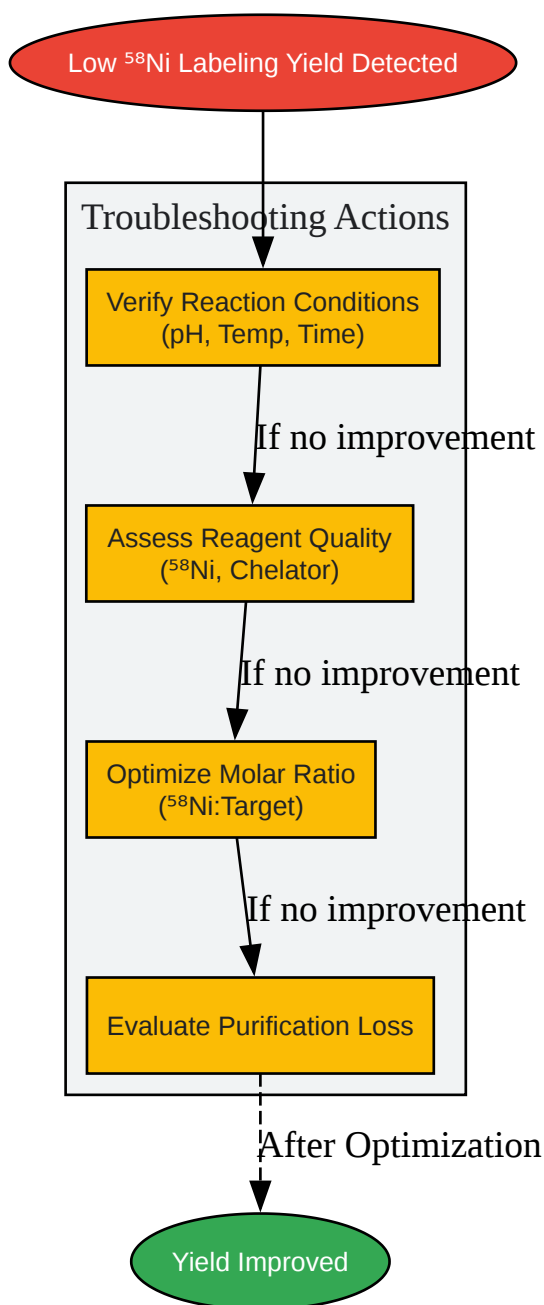 Low ⁵⁸Ni Labeling Yield Detected
Troubleshooting Actions
Verify Reaction Conditions
(pH, Temp, Time)
If no improvement
Assess Reagent Quality
(⁵⁸Ni, Chelator)
If no improvement
Optimize Molar Ratio
(⁵⁸Ni:Target)
If no improvement
Evaluate Purification Loss
After Optimization
Yield Improved